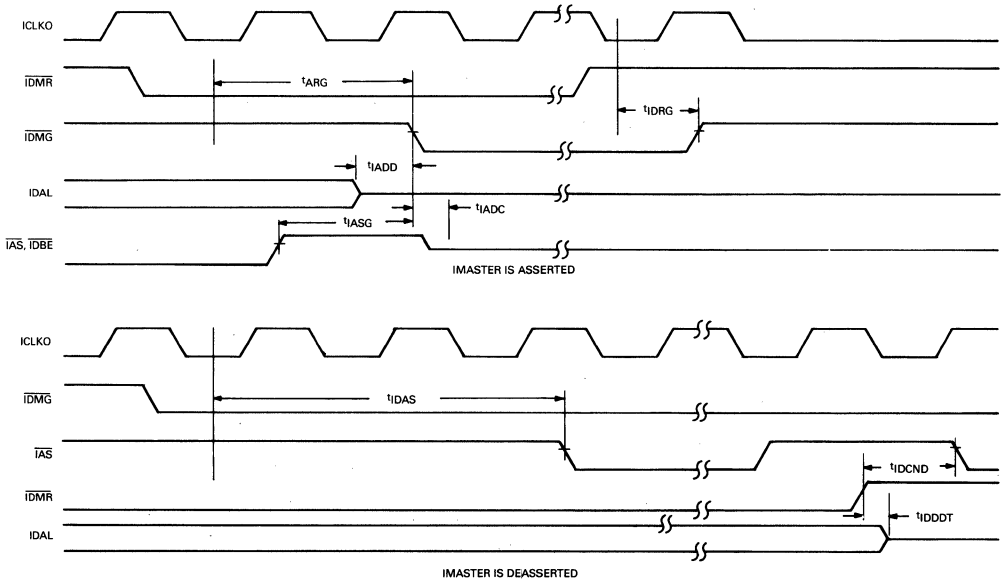 ICLKO
IDMR
tARG
tIDRG
IDMG
tIADD
IDAL
tIADC
tIASG
IAS, IDBE
IMASTER IS ASSERTED
ICLKO
IDMG
tIDAS
IAS
tIDCND
IDMR
tIDDDT
IDAL
IMASTER IS DEASSERTED